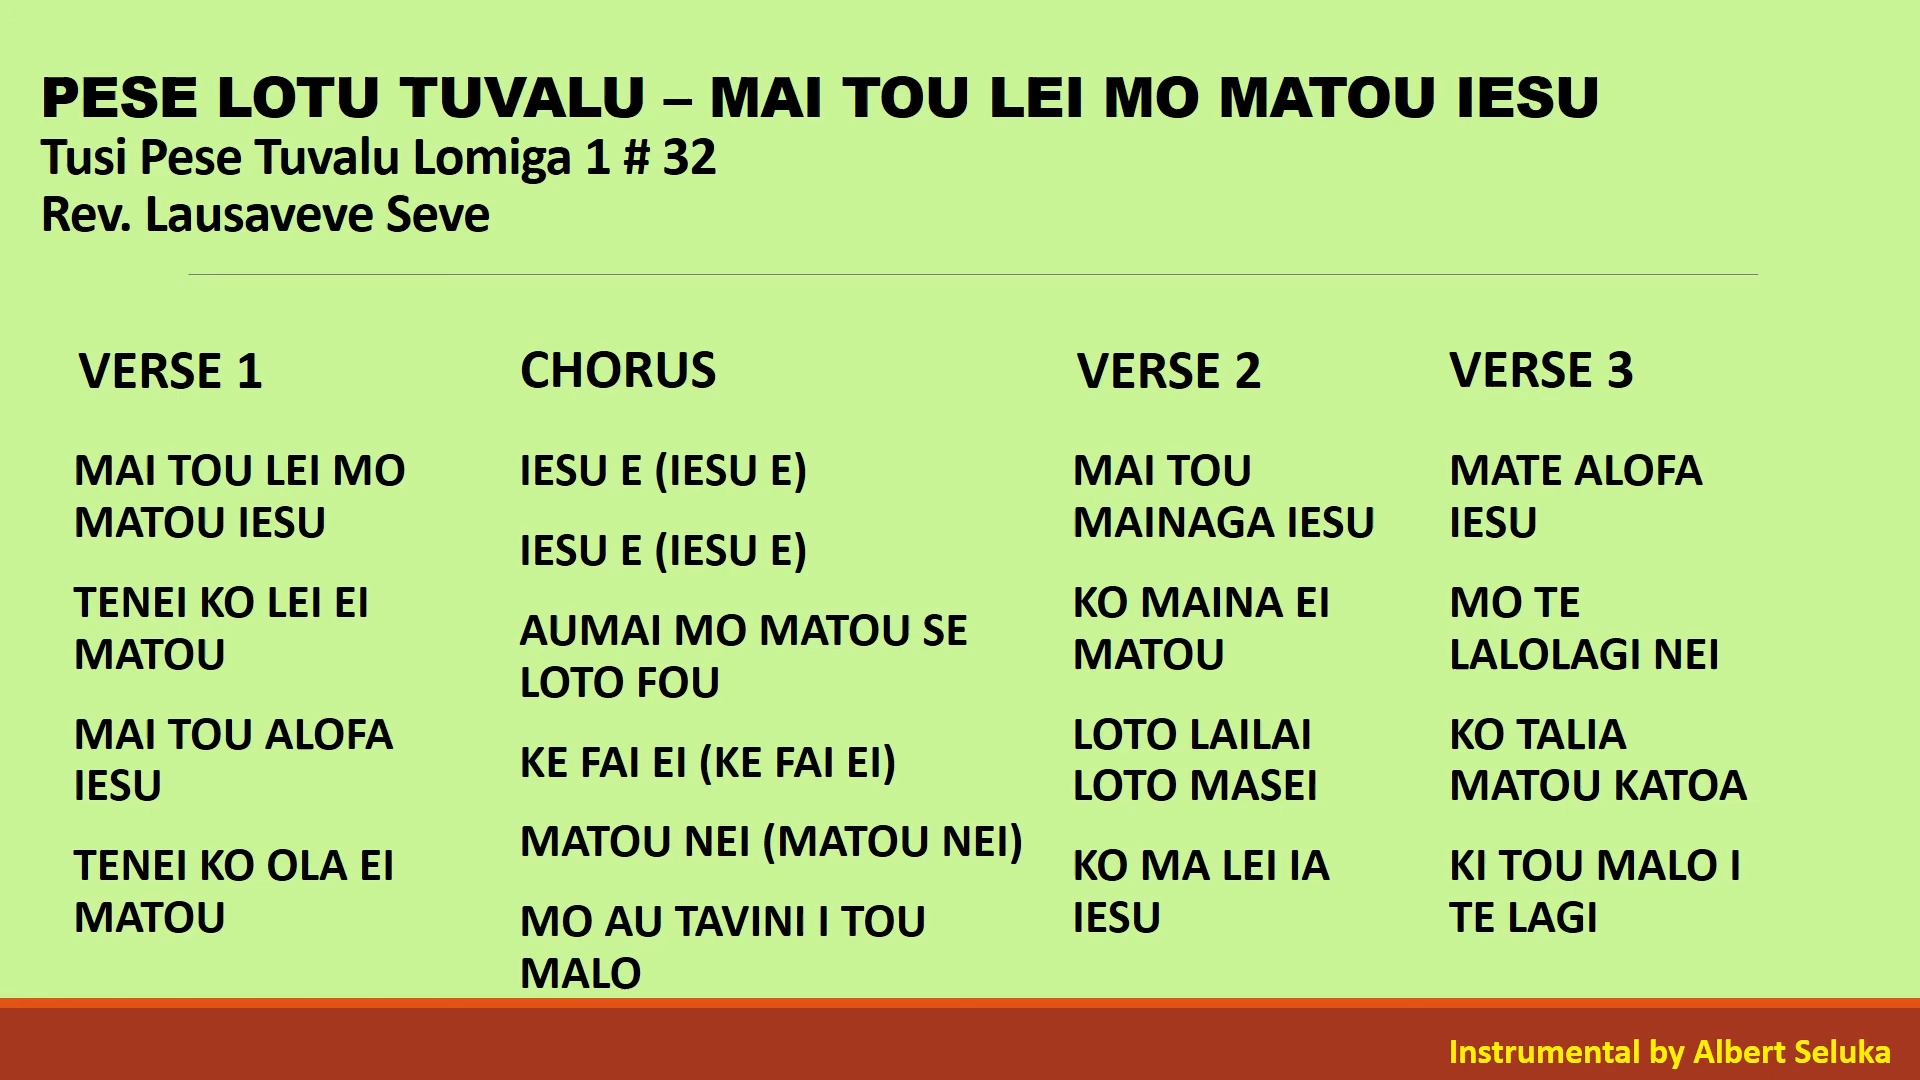 PESE LOTU TUVALU – MAI TOU LEI MO MATOU IESU
Tusi Pese Tuvalu Lomiga 1 # 32
Rev. Lausaveve Seve
VERSE 1
MAI TOU LEI MO
MATOU IESU
TENEI KO LEI EI
MATOU
MAI TOU ALOFA
IESU
TENEI KO OLA EI
MATOU
CHORUS
IESU E (IESU E)
IESU E (IESU E)
AUMAI MO MATOU SE
LOTO FOU
KE FAI EI (KE FAI EI)
MATOU NEI (MATOU NEI)
MO AU TAVINI I TOU
MALO
VERSE 2
MAI TOU
MAINAGA IESU
KO MAINA EI
MATOU
LOTO LAILAI
LOTO MASEI
KO MA LEI IA
IESU
VERSE 3
MATE ALOFA
IESU
MO TE
LALOLAGI NEI
KO TALIA
MATOU KATOA
KI TOU MALO I
TE LAGI
Instrumental by Albert Seluka